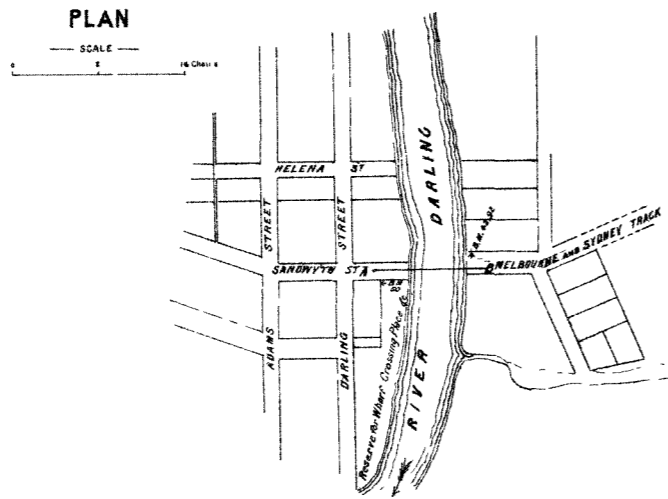 PLAN
SCALE
0 8 16 Chains
HELENA ST
DARLING
STREET
STREET
SANDWYTH ST A
B MELBOURNE AND SYDNEY TRACK
ADAMS
DARLING
Reserve for Wharf Crossing Place &c
RIVER